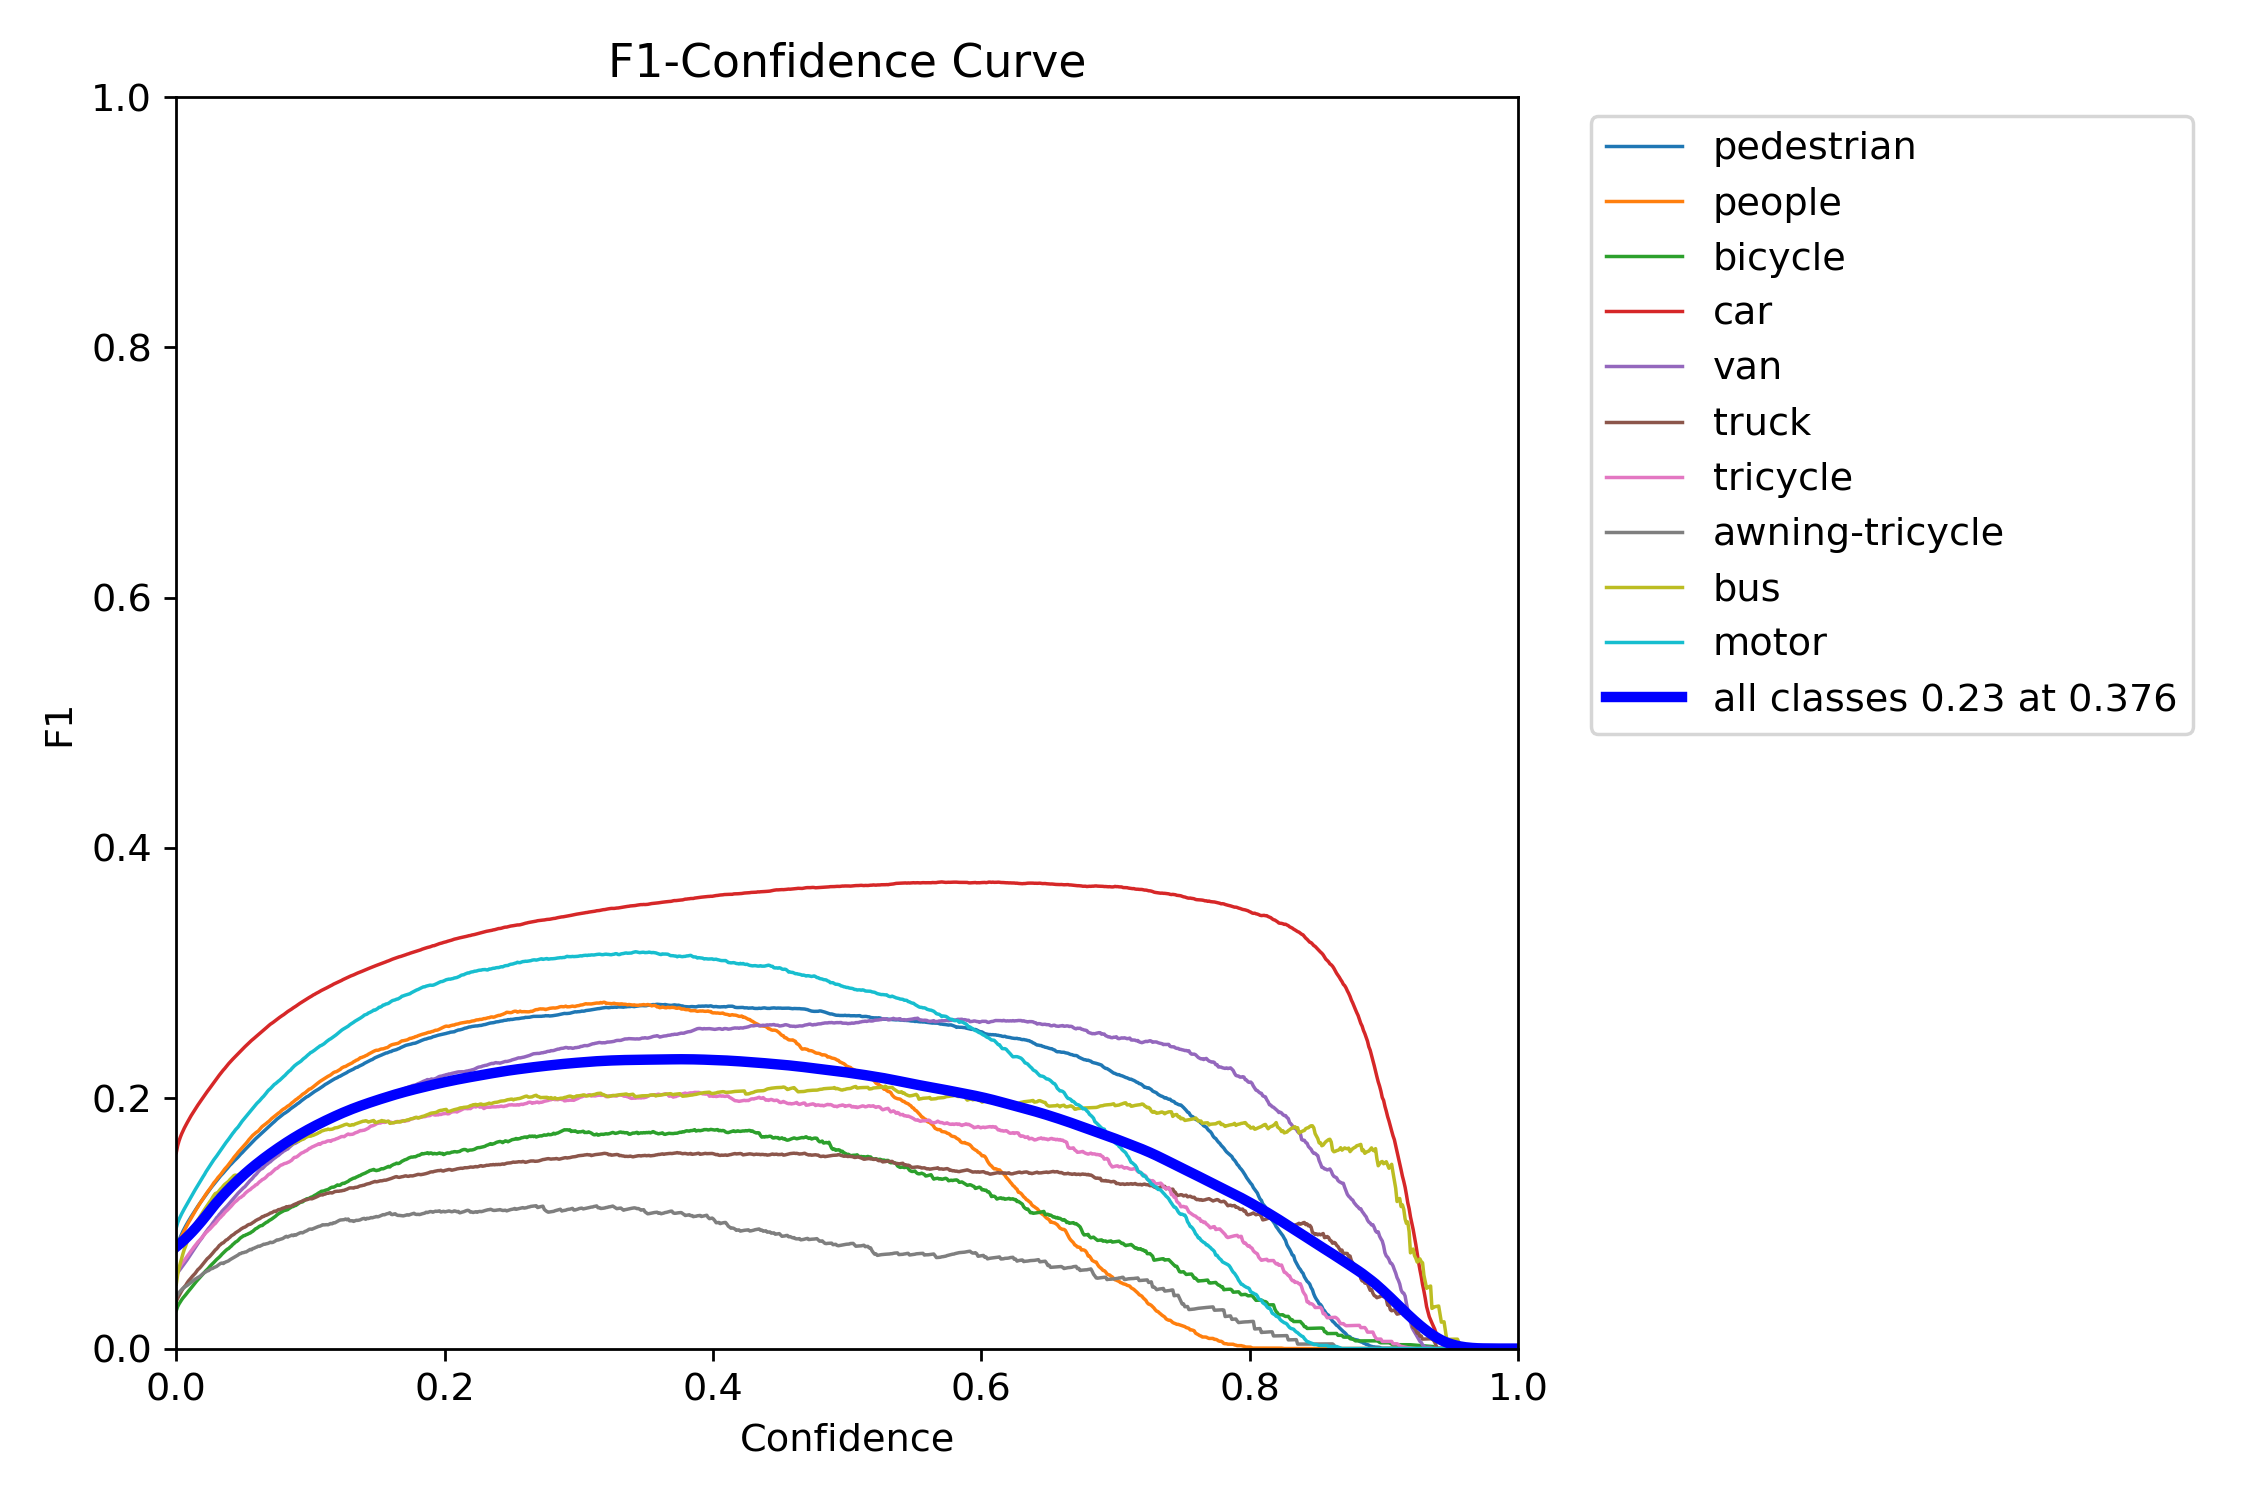 F1-Confidence Curve
1.0
0.8
0.6
0.4
0.2
0.0
F1
0.0 0.2 0.4 0.6 0.8 1.0
Confidence
pedestrian
people
bicycle
car
van
truck
tricycle
awning-tricycle
bus
motor
all classes 0.23 at 0.376